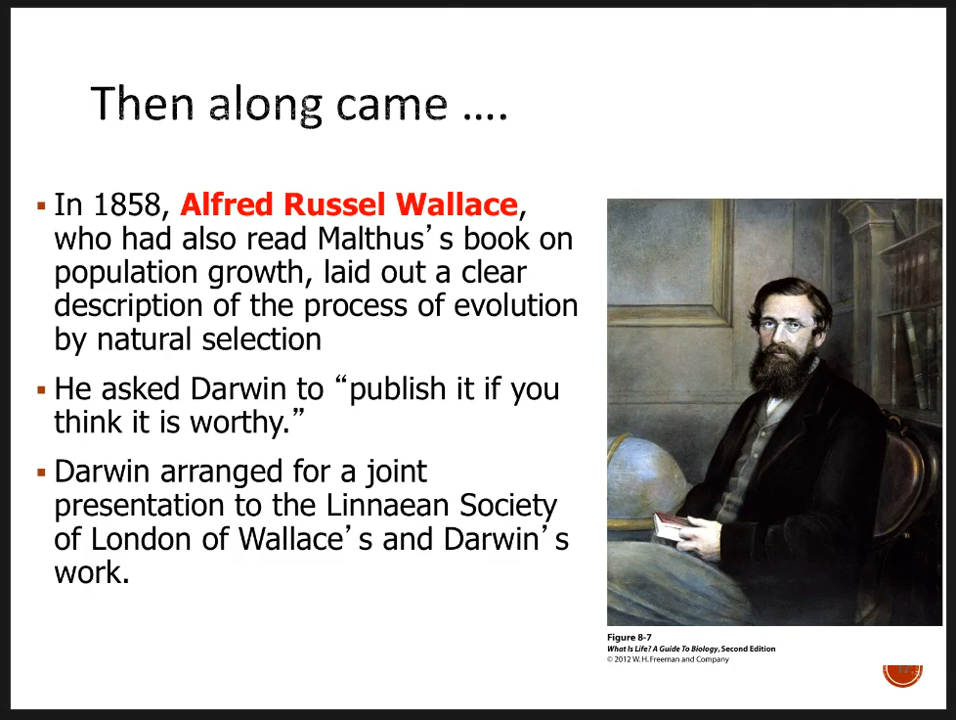 Then along came ....
▪ In 1858, Alfred Russel Wallace,
who had also read Malthus’s book on
population growth, laid out a clear
description of the process of evolution
by natural selection
▪ He asked Darwin to “publish it if you
think it is worthy.”
▪ Darwin arranged for a joint
presentation to the Linnaean Society
of London of Wallace’s and Darwin’s
work.
Figure 8-7
What Is Life? A Guide To Biology, Second Edition
© 2012 W. H. Freeman and Company